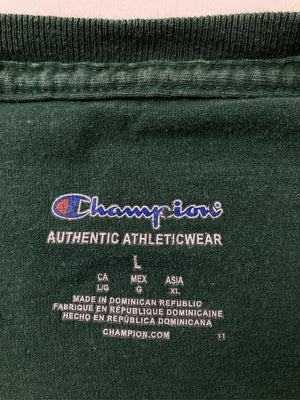 Champion
AUTHENTIC ATHLETICWEAR
L
CA MEX ASIA
L/G G XL
MADE IN DOMINICAN REPUBLIC
FABRIQUÉ EN RÉPUBLIQUE DOMINICAINE
HECHO EN REPÚBLICA DOMINICANA
CHAMPION.COM 11